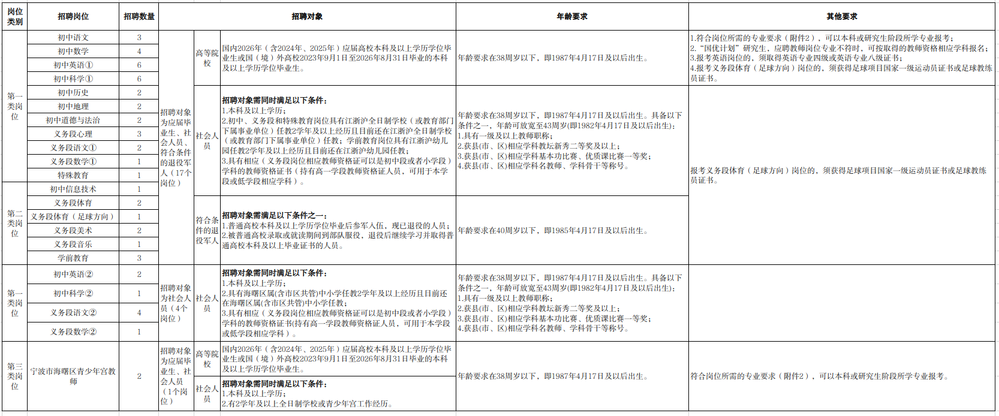 岗位
类别
招聘岗位
招聘数量
招聘对象
年龄要求
其他要求
第一
类岗
位
初中语文
3
初中数学
4
初中英语①
6
初中科学①
6
初中历史
2
初中地理
2
初中道德与法治
2
义务段心理
3
义务段语文①
2
义务段数学①
1
特殊教育
1
第二
类岗
位
初中信息技术
1
义务段体育
2
义务段体育（足球方向）
1
义务段美术
2
义务段音乐
1
学前教育
3
招聘对象
为应届毕
业生、社
会人员、
符合条件
的退役军
人（17个
岗位）
高等院
校
国内2026年（含2024年、2025年）应届高校本科及以上学历学位毕
业生或国（境）外高校2023年9月1日至2026年8月31日毕业的本科
及以上学历学位毕业生。
年龄要求在38周岁以下，即1987年4月17日及以后出生。
1.符合岗位所需的专业要求（附件2），可以本科或研究生阶段所学专业报考；
2.“国优计划”研究生，应聘教师岗位专业不符时，可按取得的教师资格相应学科报名；
3.报考英语岗位的，须取得英语专业四级或英语专业八级证书；
4.报考义务段体育（足球方向）岗位的，须获得足球项目国家一级运动员证书或足球教练
员证书。
社会人
员
招聘对象需同时满足以下条件：
1.本科及以上学历；
2.初中、义务段和特殊教育岗位具有江浙沪全日制学校（或教育部门
下属事业单位）任教2学年及以上经历且目前还在江浙沪全日制学校
（或教育部门下属事业单位）任教；学前教育岗位具有江浙沪幼儿
园任教2学年及以上经历且目前还在江浙沪幼儿园任教；
3.具有相应（义务段岗位相应教师资格证可以是初中段或者小学段）
学科的教师资格证书（持有高一学段教师资格证人员，可用于本学
段或低学段相应学科）。
年龄要求在38周岁以下，即1987年4月17日及以后出生。具备以下
条件之一，年龄可放宽至43周岁(即1982年4月17日及以后出生)：
1.具有一级及以上教师职称；
2.获县(市、区)相应学科教坛新秀二等奖及以上；
3.获县(市、区)相应学科基本功比赛、优质课比赛一等奖；
4.获县(市、区)相应学科名教师、学科骨干等称号。
报考义务段体育（足球方向）岗位的，须获得足球项目国家一级运动员证书或足球教练
员证书。
符合条
件的退
役军人
招聘对象需满足以下条件之一：
1.普通高校本科及以上学历学位毕业后参军入伍，现已退役的人员；
2.被普通高校录取或就读期间到部队服役，退役后继续学习并取得普
通高校本科及以上毕业证书的人员。
年龄要求在40周岁以下，即1985年4月17日及以后出生。
第一
类岗
位
初中英语②
2
初中科学②
1
义务段语文②
4
义务段数学②
1
招聘对象
为社会人
员（4个
岗位）
社会人
员
招聘对象需同时满足以下条件：
1.本科及以上学历；
2.具有海曙区属(含市区共管)中小学任教2学年及以上经历且目前还
在海曙区属(含市区共管)中小学任教；
3.具有相应（义务段岗位相应教师资格证可以是初中段或者小学段）
学科的教师资格证书(持有高一学段教师资格证人员，可用于本学段
或低学段相应学科）。
年龄要求在38周岁以下，即1987年4月17日及以后出生。具备以下
条件之一，年龄可放宽至43周岁(即1982年4月17日及以后出生)：
1.具有一级及以上教师职称；
2.获县(市、区)相应学科教坛新秀二等奖及以上；
3.获县(市、区)相应学科基本功比赛、优质课比赛一等奖；
4.获县(市、区)相应学科名教师、学科骨干等称号。
第三
类岗
位
宁波市海曙区青少年宫教
师
2
招聘对象
为应届毕
业生、社
会人员
（1个岗
位）
高等院
校
国内2026年（含2024年、2025年）应届高校本科及以上学历学位毕
业生或国（境）外高校2023年9月1日至2026年8月31日毕业的本科
及以上学历学位毕业生。
社会人
员
招聘对象需同时满足以下条件：
1.本科及以上学历；
2.有2学年及以上全日制学校或青少年宫工作经历。
年龄要求在38周岁以下，即1987年4月17日及以后出生。
符合岗位所需的专业要求（附件2），可以本科或研究生阶段所学专业报考。